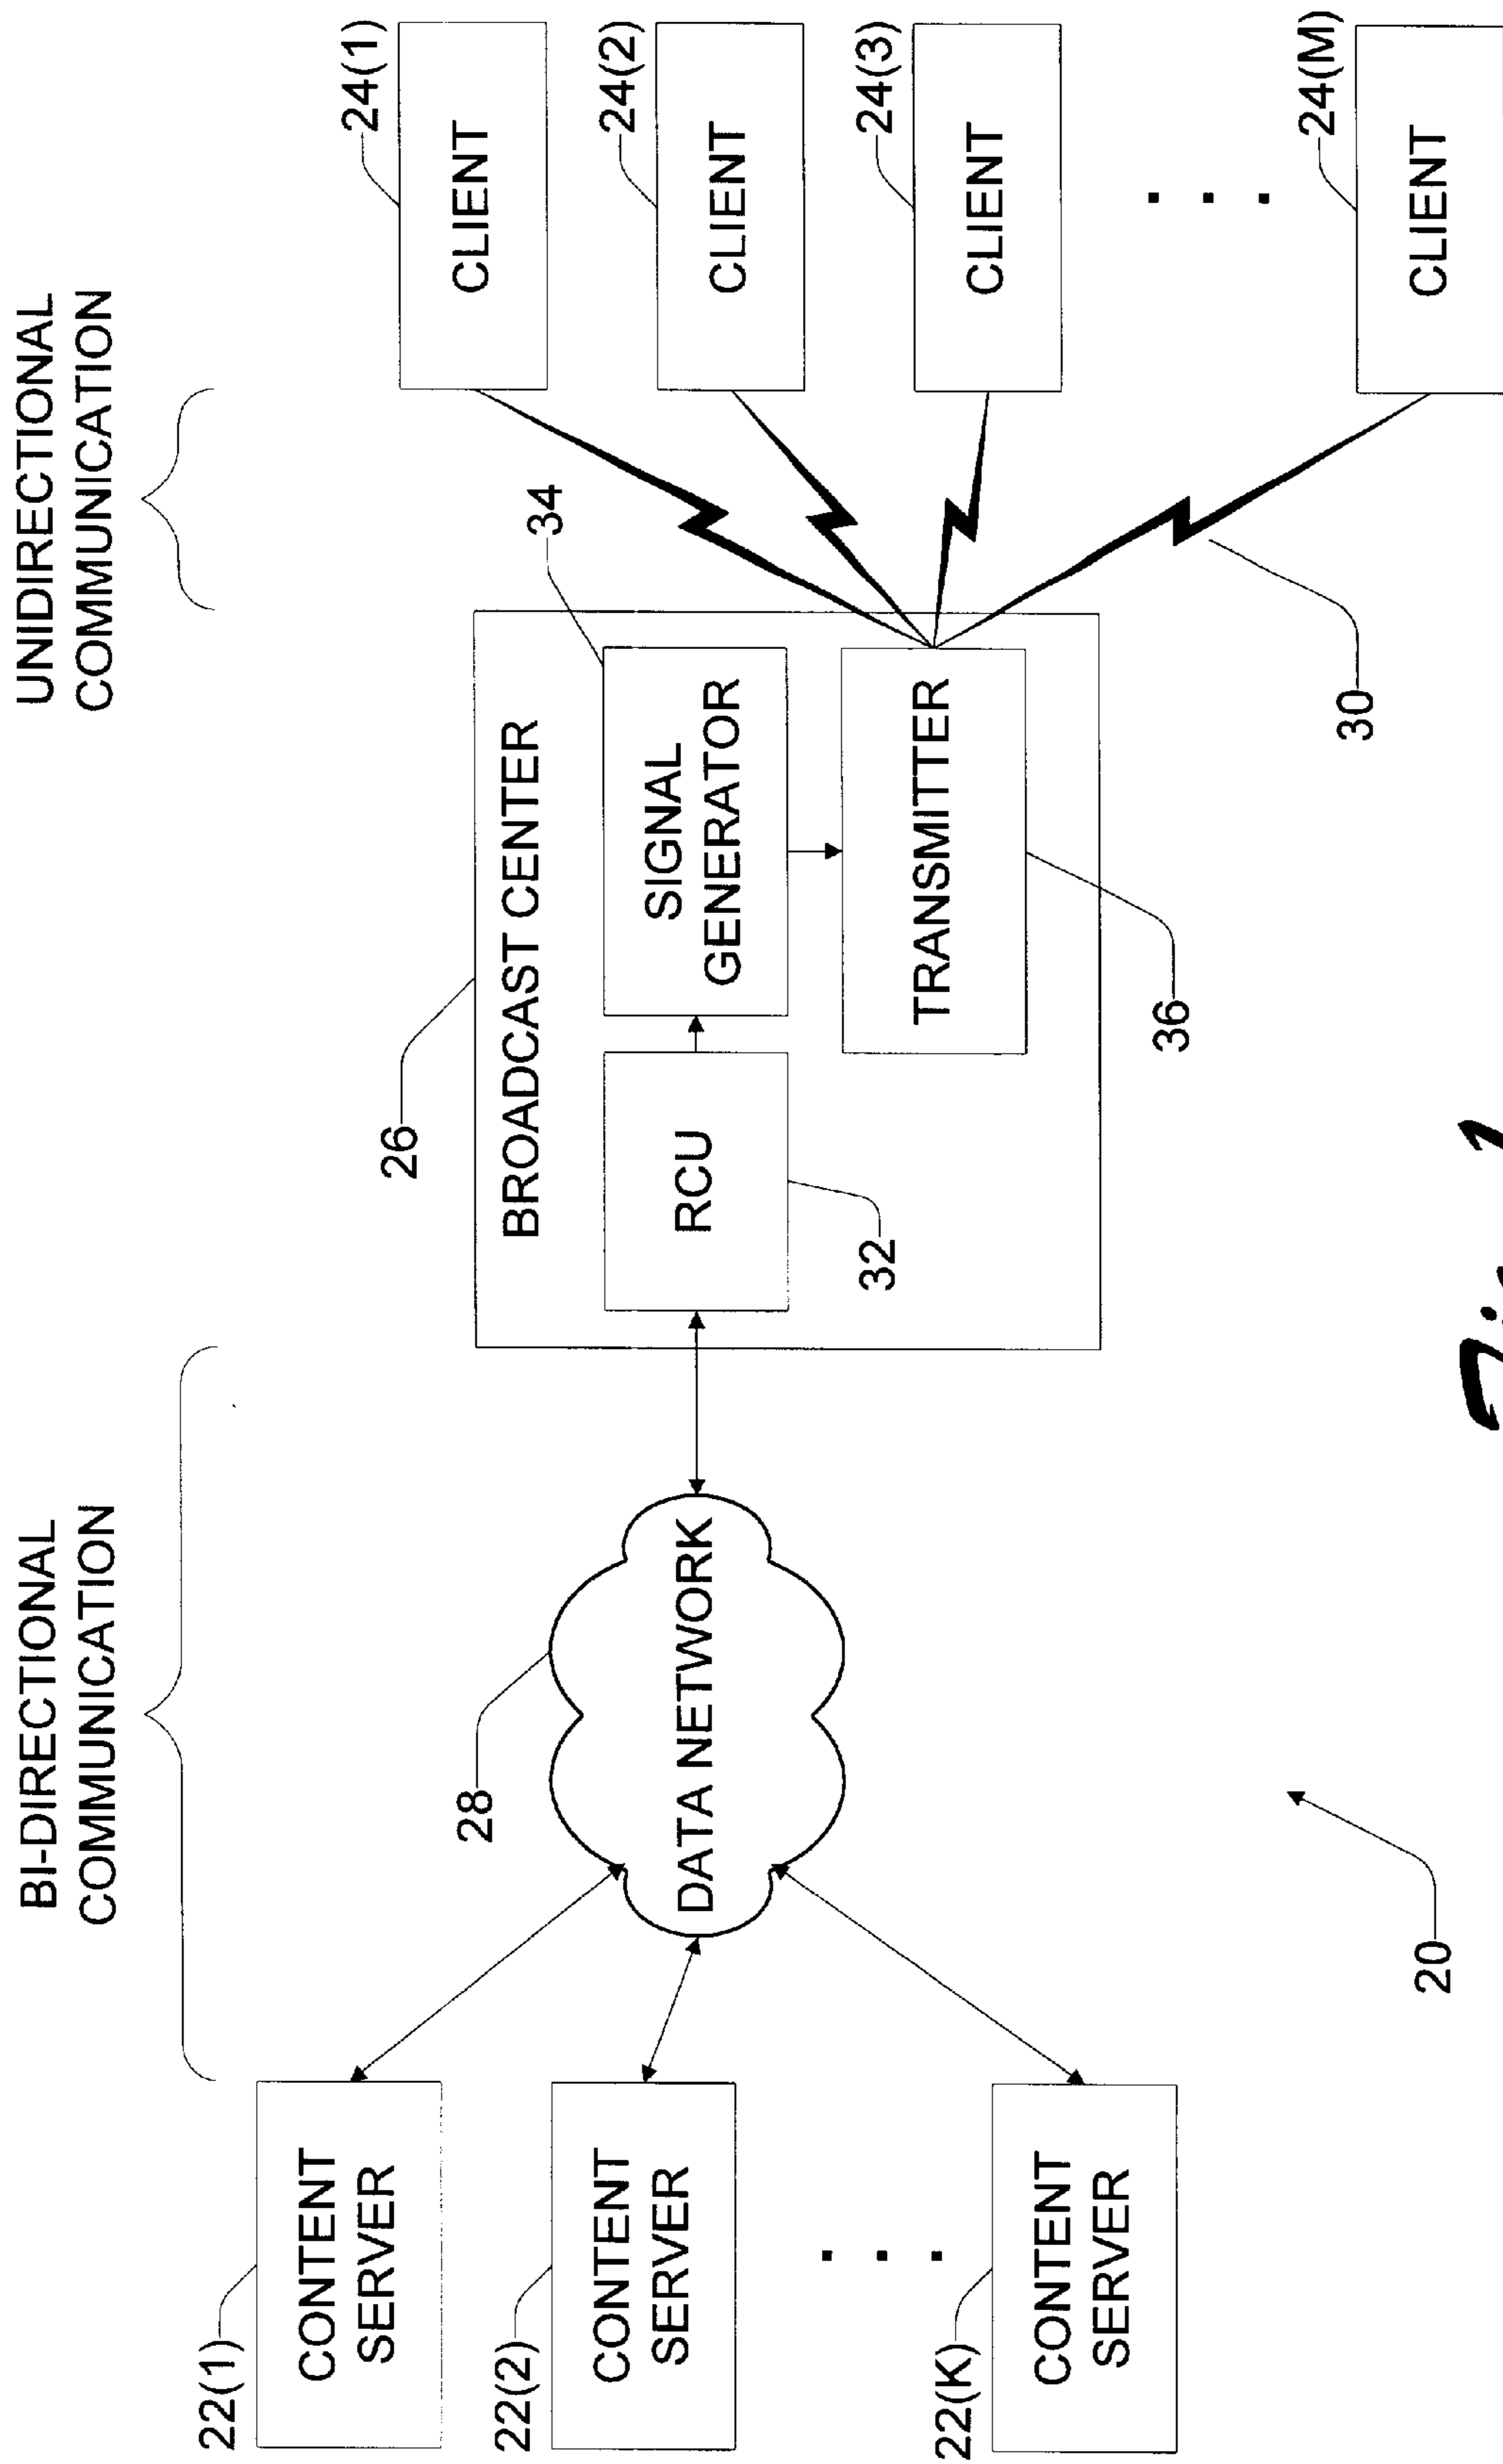 BI-DIRECTIONAL
COMMUNICATION
UNIDIRECTIONAL
COMMUNICATION
22(1)
CONTENT
SERVER
22(2)
CONTENT
SERVER
. . .
22(K)
CONTENT
SERVER
28
DATA NETWORK
26
BROADCAST CENTER
RCU
32
34
SIGNAL
GENERATOR
TRANSMITTER
36
24(1)
CLIENT
24(2)
CLIENT
24(3)
CLIENT
. . .
24(M)
CLIENT
30
20